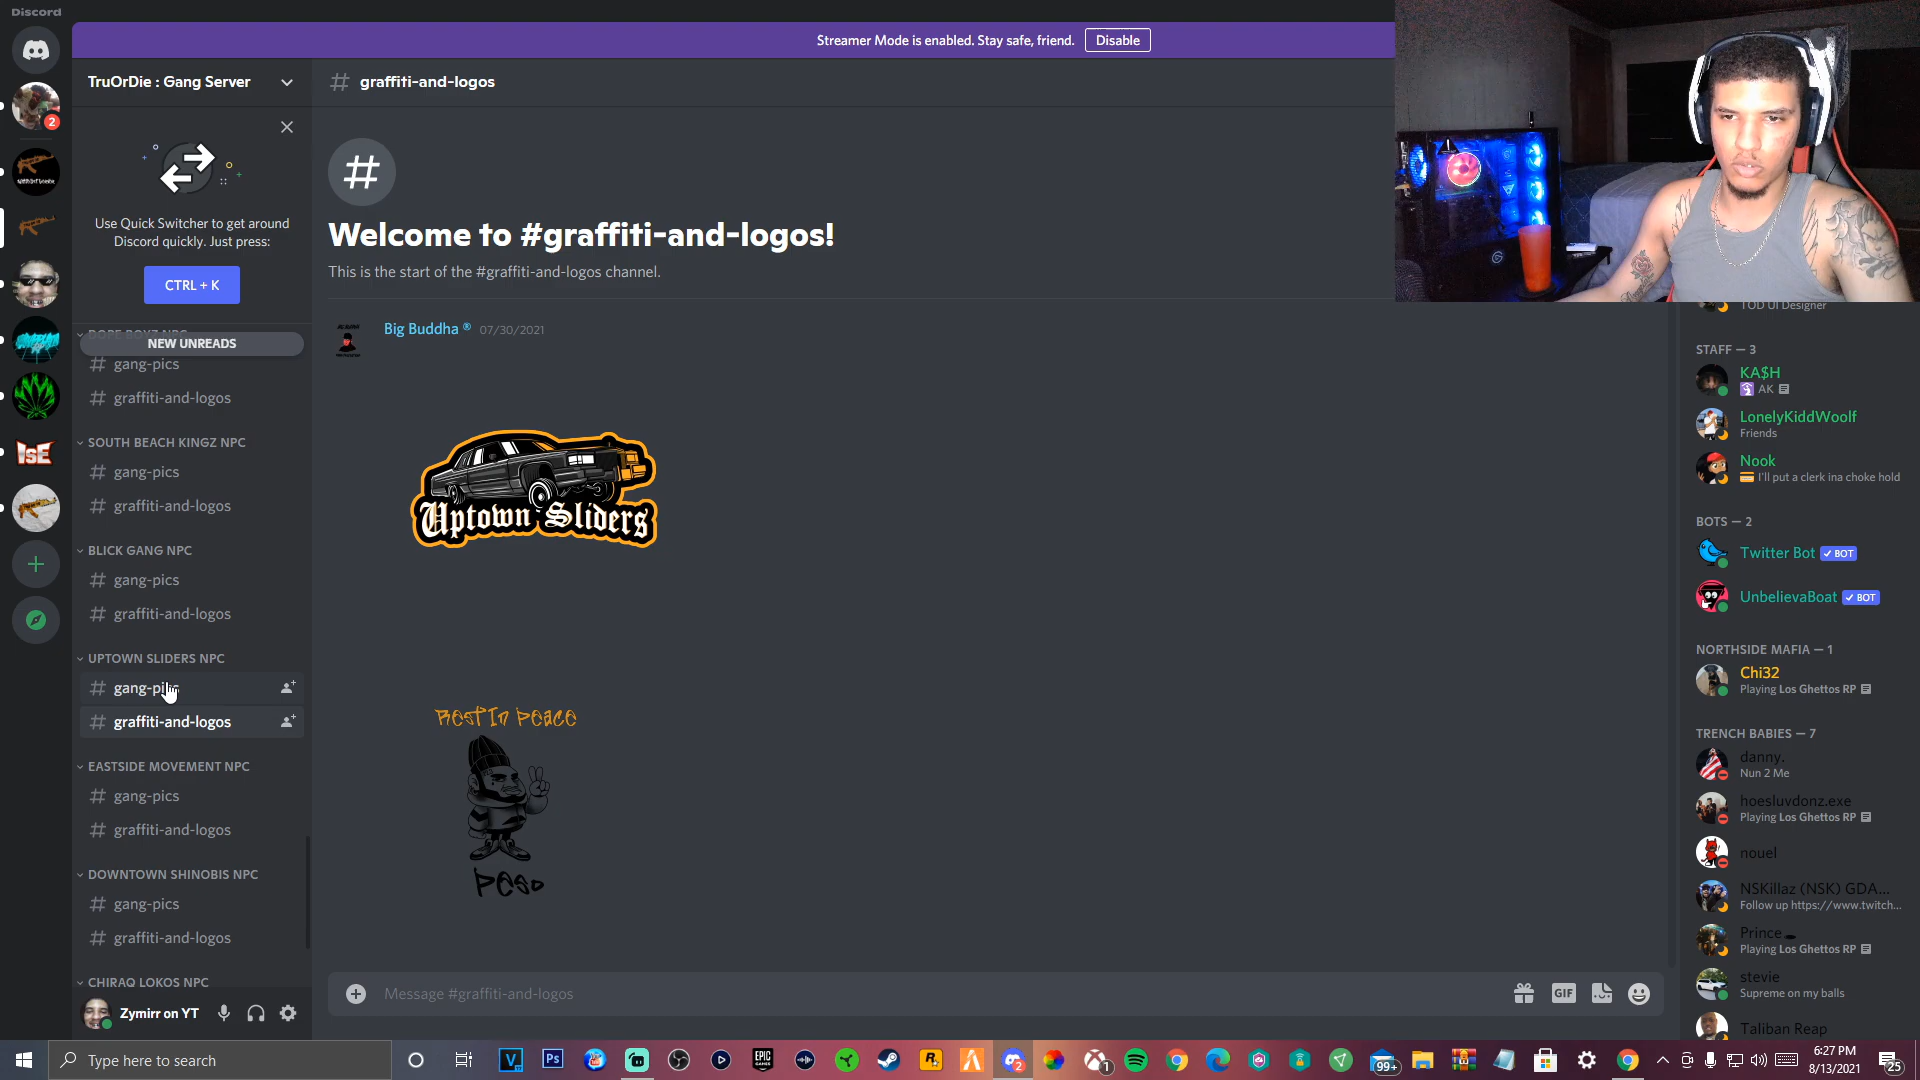 Discord
Streamer Mode is enabled. Stay safe, friend. Disable
TruOrDie : Gang Server
graffiti-and-logos
2
Use Quick Switcher to get around
Discord quickly. Just press:
CTRL + K
DOPE BOYZ NPC
NEW UNREADS
gang-pics
graffiti-and-logos
SOUTH BEACH KINGZ NPC
gang-pics
graffiti-and-logos
BLICK GANG NPC
gang-pics
graffiti-and-logos
UPTOWN SLIDERS NPC
gang-pics
graffiti-and-logos
EASTSIDE MOVEMENT NPC
gang-pics
graffiti-and-logos
DOWNTOWN SHINOBIS NPC
gang-pics
graffiti-and-logos
CHIRAQ LOKOS NPC
Zymirr on YT
Welcome to #graffiti-and-logos!
This is the start of the #graffiti-and-logos channel.
Big Buddha ® 07/30/2021
Uptown Sliders
Rest In Peace
Peso
Message #graffiti-and-logos
GIF
TOD UI Designer
STAFF — 3
KA$H
AK
LonelyKiddWoolf
Friends
Nook
I'll put a clerk ina choke hold
BOTS — 2
Twitter Bot BOT
UnbelievaBoat BOT
NORTHSIDE MAFIA — 1
Chi32
Playing Los Ghettos RP
TRENCH BABIES — 7
danny.
Nun 2 Me
hoesluvdonz.exe
Playing Los Ghettos RP
nouel
NSKillaz (NSK) GDA...
Follow up https://www.twitch...
Prince
Playing Los Ghettos RP
stevie
Supreme on my balls
Taliban Reap
Type here to search
V
Ps
EPIC
GAMES
R
2
1
99+
6:27 PM
8/13/2021
25